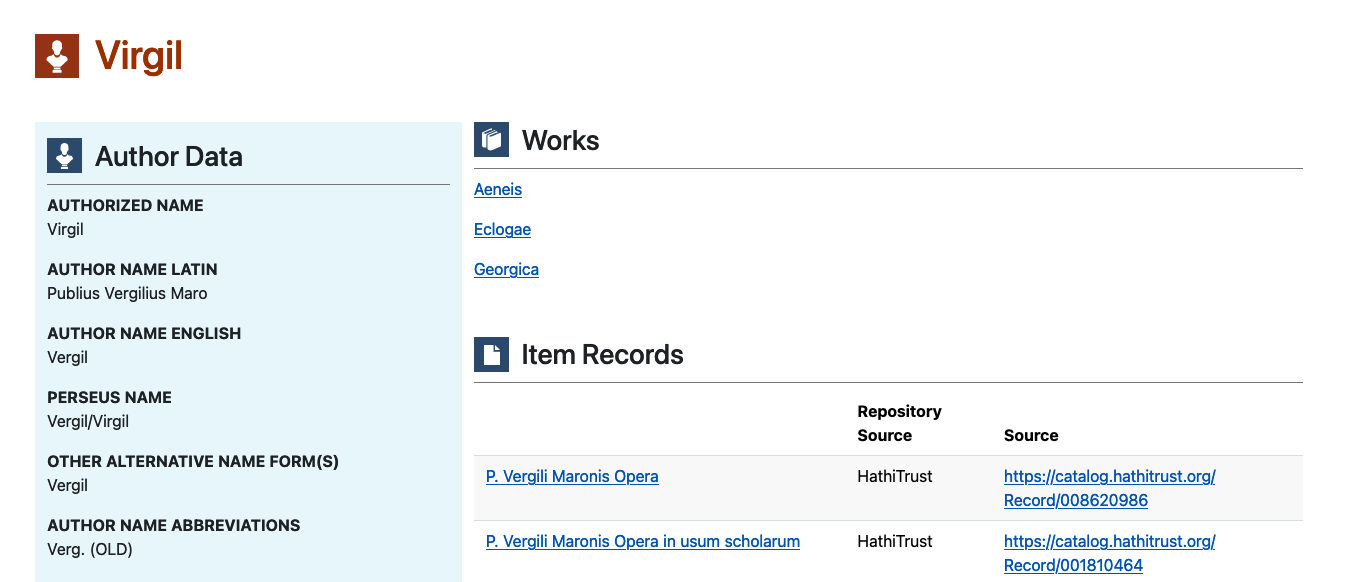 Virgil
Author Data
AUTHORIZED NAME
Virgil
AUTHOR NAME LATIN
Publius Vergilius Maro
AUTHOR NAME ENGLISH
Vergil
PERSEUS NAME
Vergil/Virgil
OTHER ALTERNATIVE NAME FORM(S)
Vergil
AUTHOR NAME ABBREVIATIONS
Verg. (OLD)
Works
Aeneis
Eclogae
Georgica
Item Records
Repository
Source
Source
P. Vergili Maronis Opera
HathiTrust
https://catalog.hathitrust.org/
Record/008620986
P. Vergili Maronis Opera in usum scholarum
HathiTrust
https://catalog.hathitrust.org/
Record/001810464